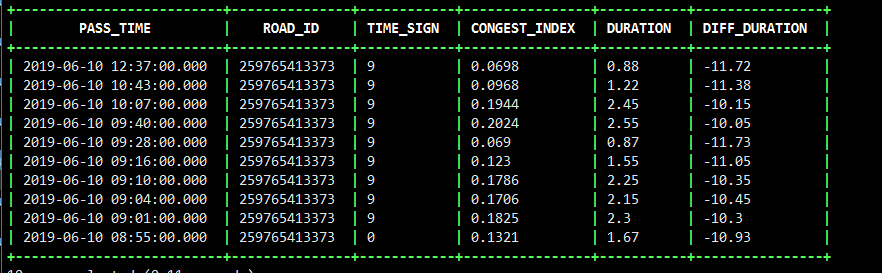 PASS_TIME | ROAD_ID | TIME_SIGN | CONGEST_INDEX | DURATION | DIFF_DURATION
2019-06-10 12:37:00.000 | 259765413373 | 9 | 0.0698 | 0.88 | -11.72
2019-06-10 10:43:00.000 | 259765413373 | 9 | 0.0968 | 1.22 | -11.38
2019-06-10 10:07:00.000 | 259765413373 | 9 | 0.1944 | 2.45 | -10.15
2019-06-10 09:40:00.000 | 259765413373 | 9 | 0.2024 | 2.55 | -10.05
2019-06-10 09:28:00.000 | 259765413373 | 9 | 0.069 | 0.87 | -11.73
2019-06-10 09:16:00.000 | 259765413373 | 9 | 0.123 | 1.55 | -11.05
2019-06-10 09:10:00.000 | 259765413373 | 9 | 0.1786 | 2.25 | -10.35
2019-06-10 09:04:00.000 | 259765413373 | 9 | 0.1706 | 2.15 | -10.45
2019-06-10 09:01:00.000 | 259765413373 | 9 | 0.1825 | 2.3 | -10.3
2019-06-10 08:55:00.000 | 259765413373 | 0 | 0.1321 | 1.67 | -10.93